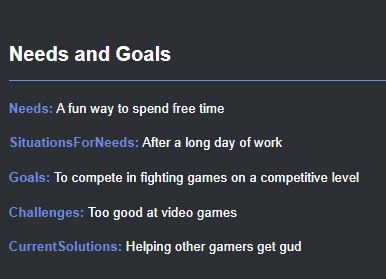 Needs and Goals
Needs: A fun way to spend free time
SituationsForNeeds: After a long day of work
Goals: To compete in fighting games on a competitive level
Challenges: Too good at video games
CurrentSolutions: Helping other gamers get gud